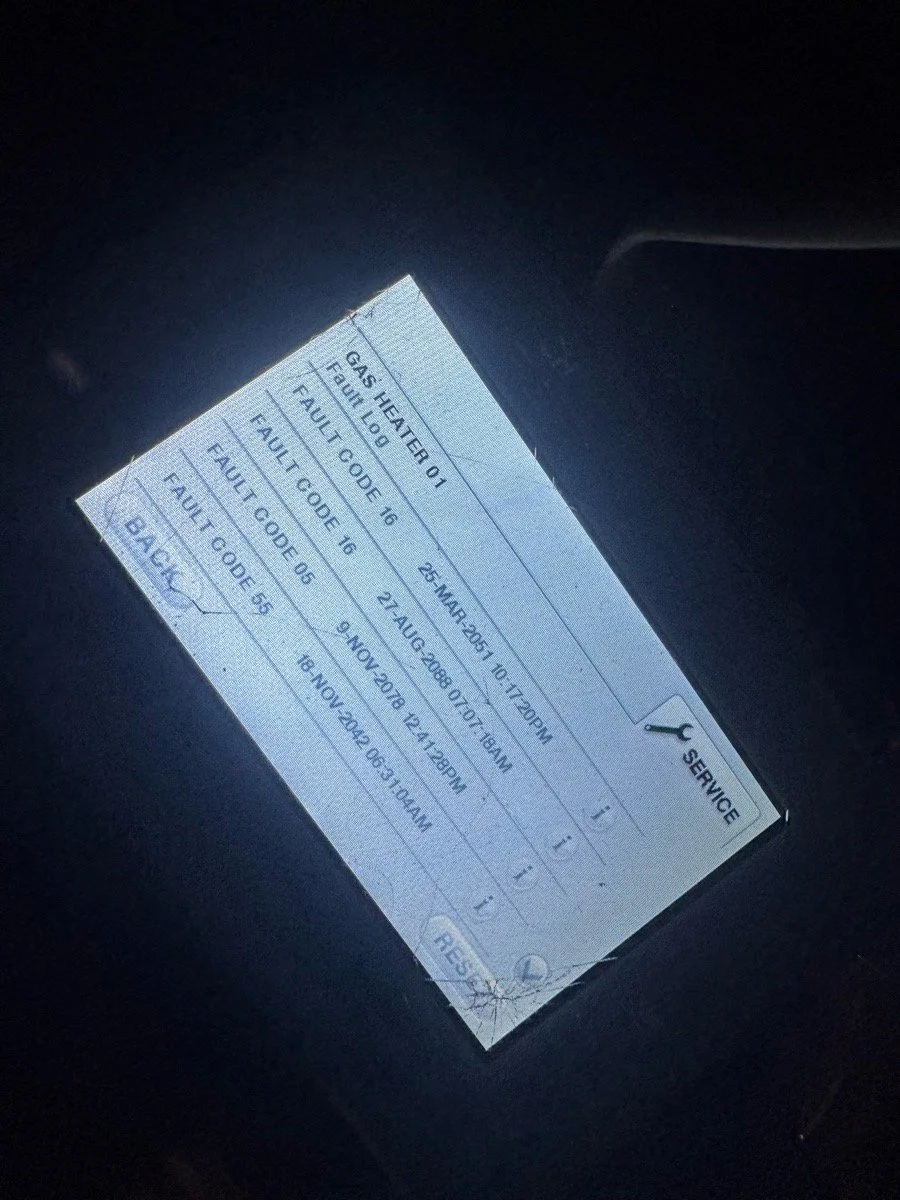 SERVICE
GAS HEATER 01
Fault Log
FAULT CODE 16 25-MAR-2051 10:17:20PM i
FAULT CODE 16 27-AUG-2088 07:07:18AM i
FAULT CODE 05 9-NOV-2078 12:41:28PM i
FAULT CODE 55 18-NOV-2042 06:31:04AM i
BACK RESET